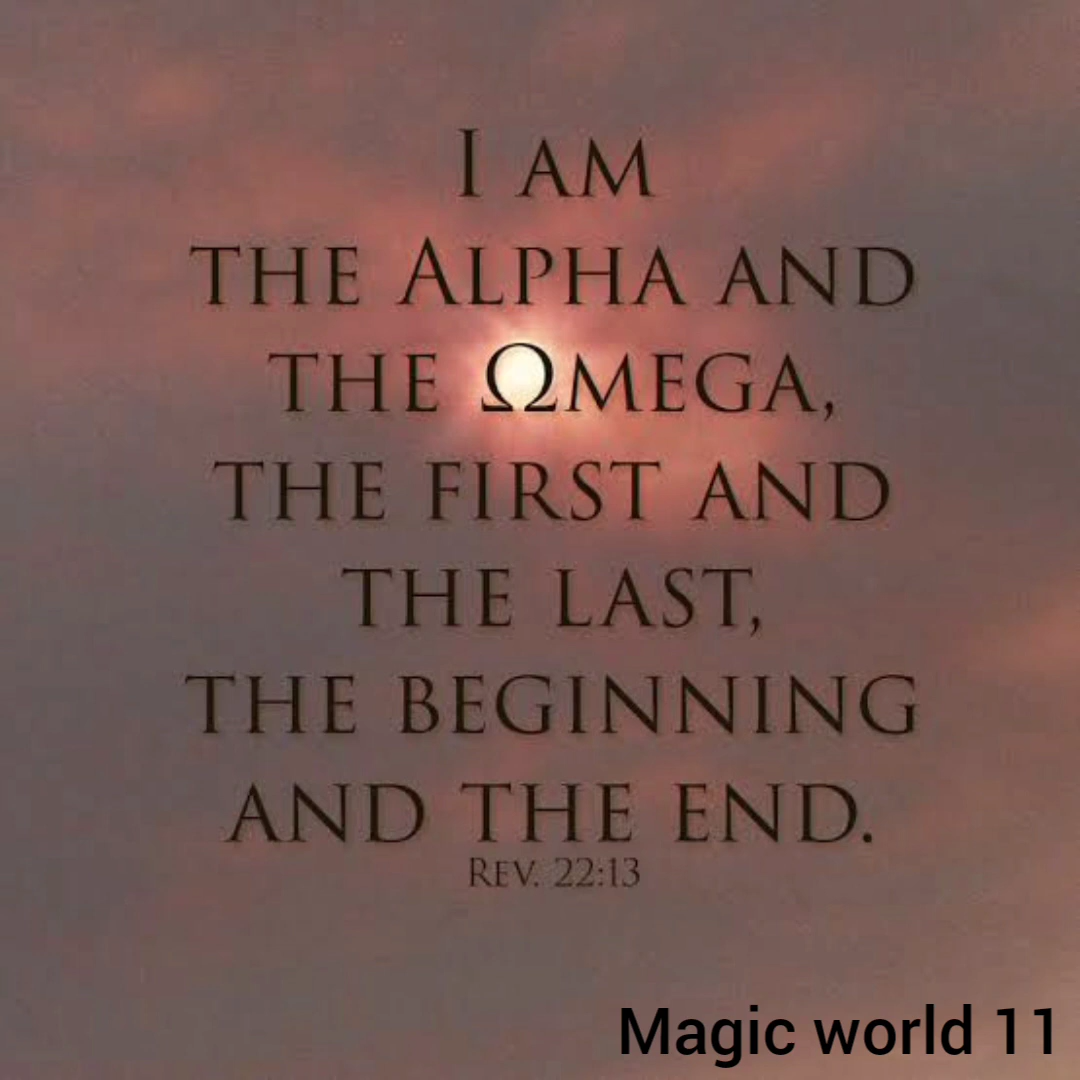 I AM
THE ALPHA AND
THE ΩMEGA,
THE FIRST AND
THE LAST,
THE BEGINNING
AND THE END.
REV. 22:13
Magic world 11